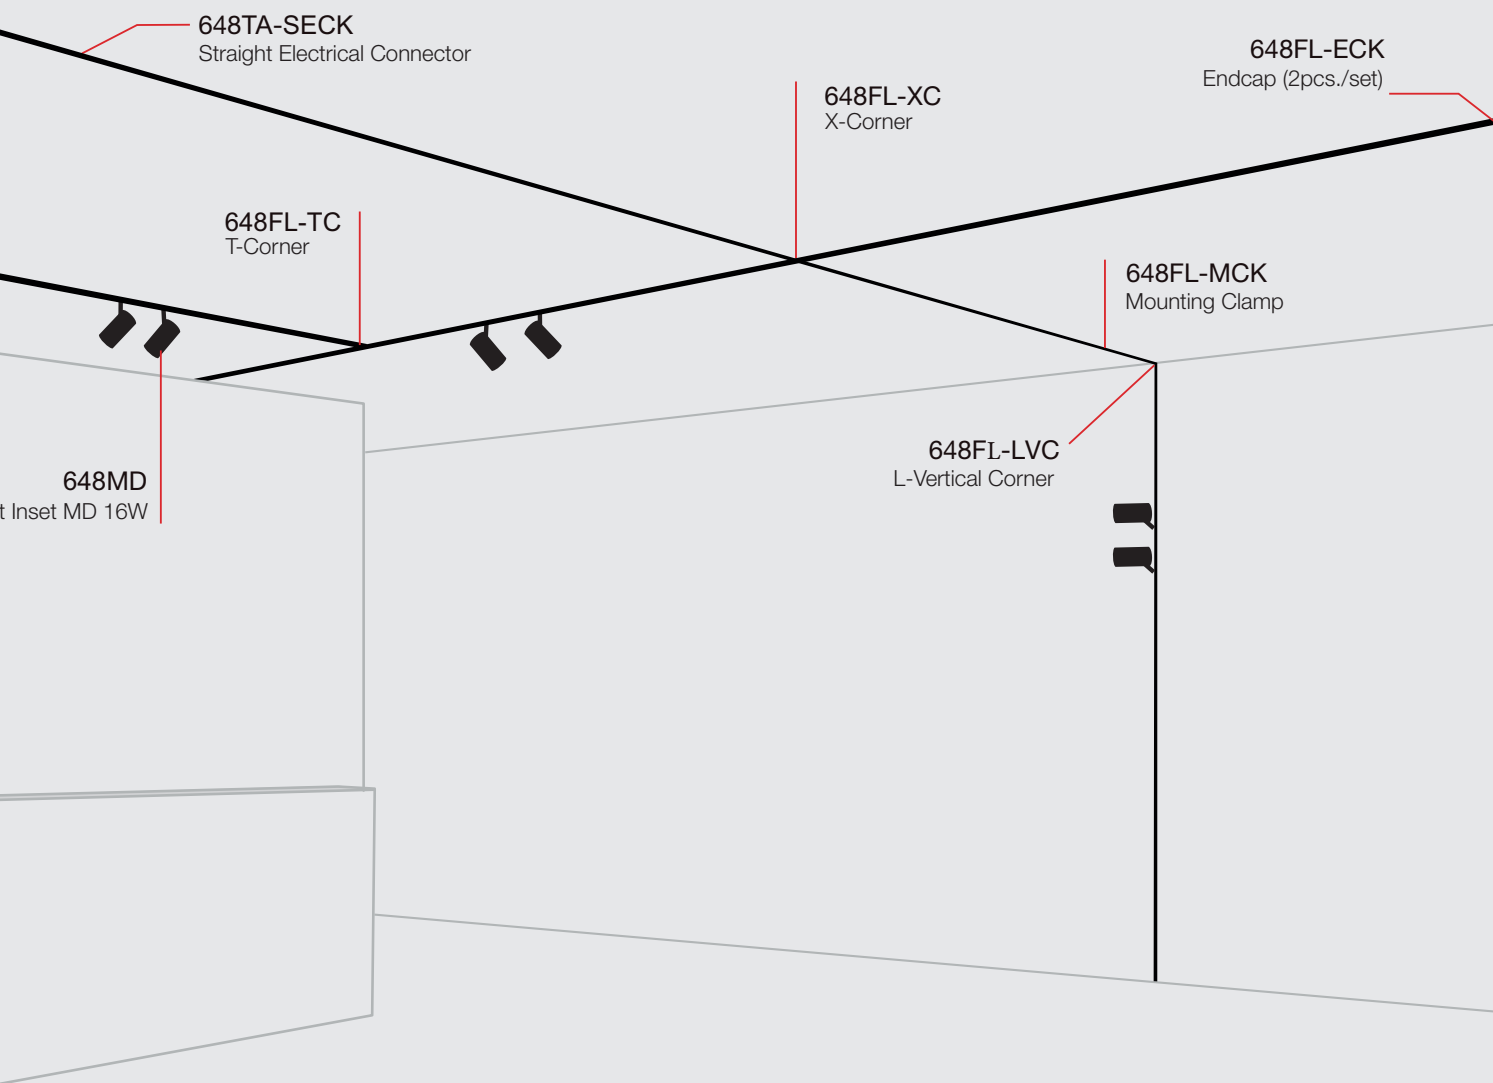 648TA-SECK
Straight Electrical Connector
648FL-ECK
Endcap (2pcs./set)
648FL-XC
X-Corner
648FL-TC
T-Corner
648FL-MCK
Mounting Clamp
648FL-LVC
L-Vertical Corner
648MD
t Inset MD 16W